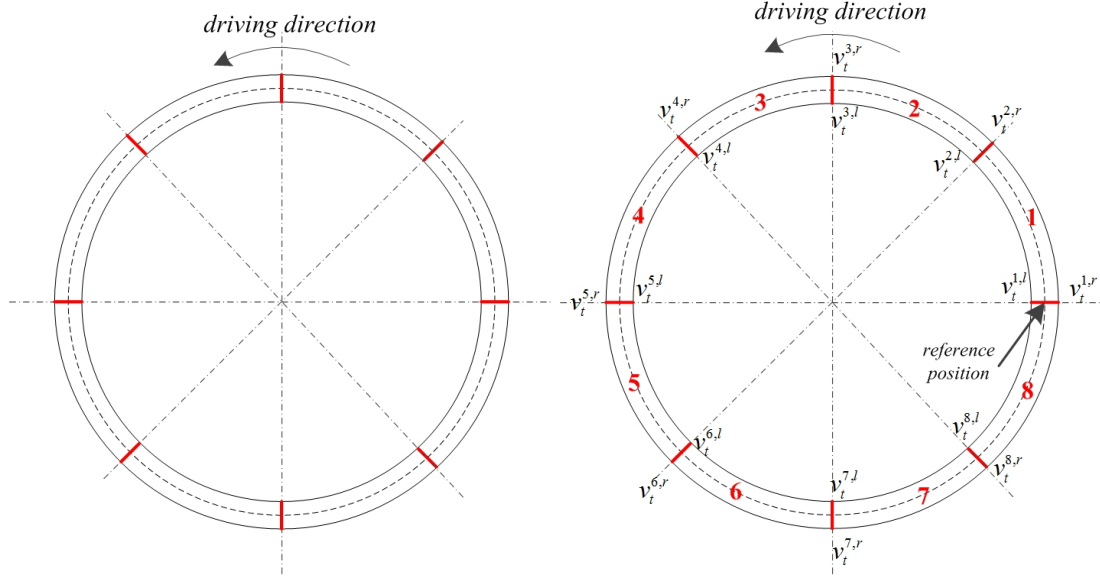 driving direction
driving direction
v_t^{3,r}
3
2
v_t^{4,r}
v_t^{3,l}
v_t^{2,r}
v_t^{4,l}
v_t^{2,l}
4
1
v_t^{5,r}
v_t^{5,l}
v_t^{1,l}
v_t^{1,r}
reference
position
5
8
v_t^{6,l}
v_t^{8,l}
v_t^{6,r}
6
v_t^{7,l}
7
v_t^{8,r}
v_t^{7,r}